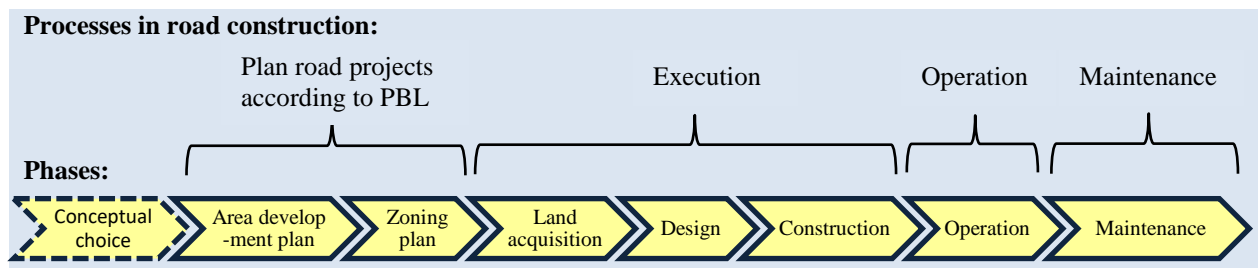 Processes in road construction:
Plan road projects
according to PBL
Execution
Operation
Maintenance
Phases:
Conceptual
choice
Area develop
-ment plan
Zoning
plan
Land
acquisition
Design
Construction
Operation
Maintenance